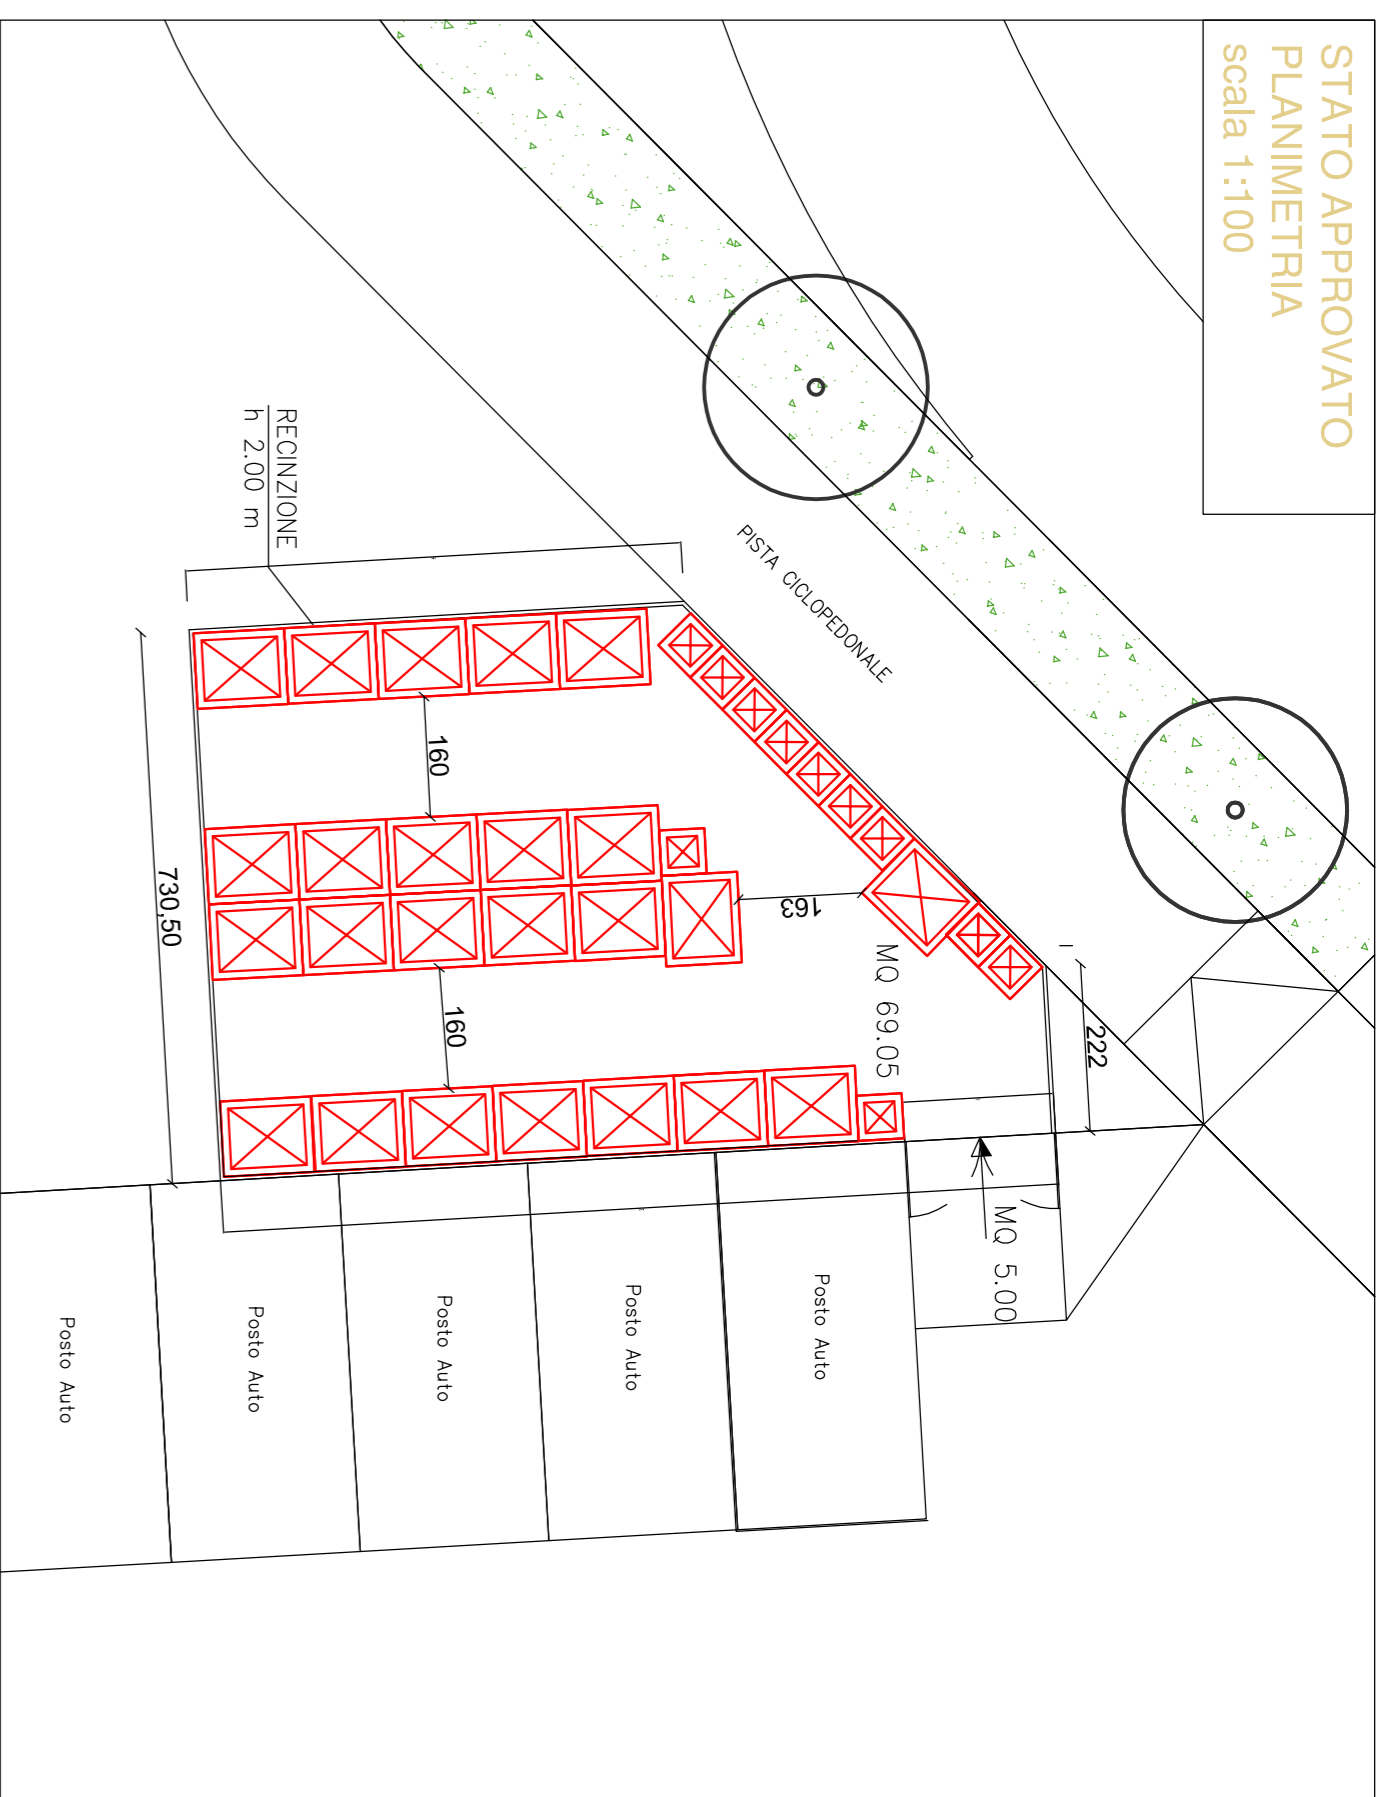 STATO APPROVATO
PLANIMETRIA
scala 1:100
RECINZIONE
h 2.00 m
PISTA CICLOPEDONALE
160
163
730,50
160
MQ 69.05
222
MQ 5.00
Posto Auto
Posto Auto
Posto Auto
Posto Auto
Posto Auto